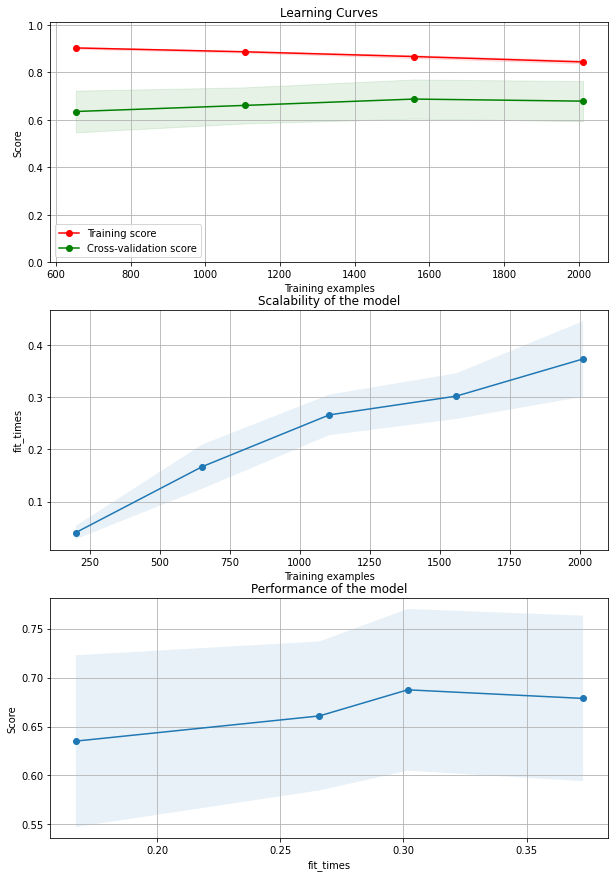 Learning Curves
1.0
0.8
0.6
0.4
0.2
0.0
Score
Training score
Cross-validation score
600 800 1000 1200 1400 1600 1800 2000
Training examples
Scalability of the model
0.4
0.3
0.2
0.1
fit_times
250 500 750 1000 1250 1500 1750 2000
Training examples
Performance of the model
0.75
0.70
0.65
0.60
0.55
Score
0.20 0.25 0.30 0.35
fit_times